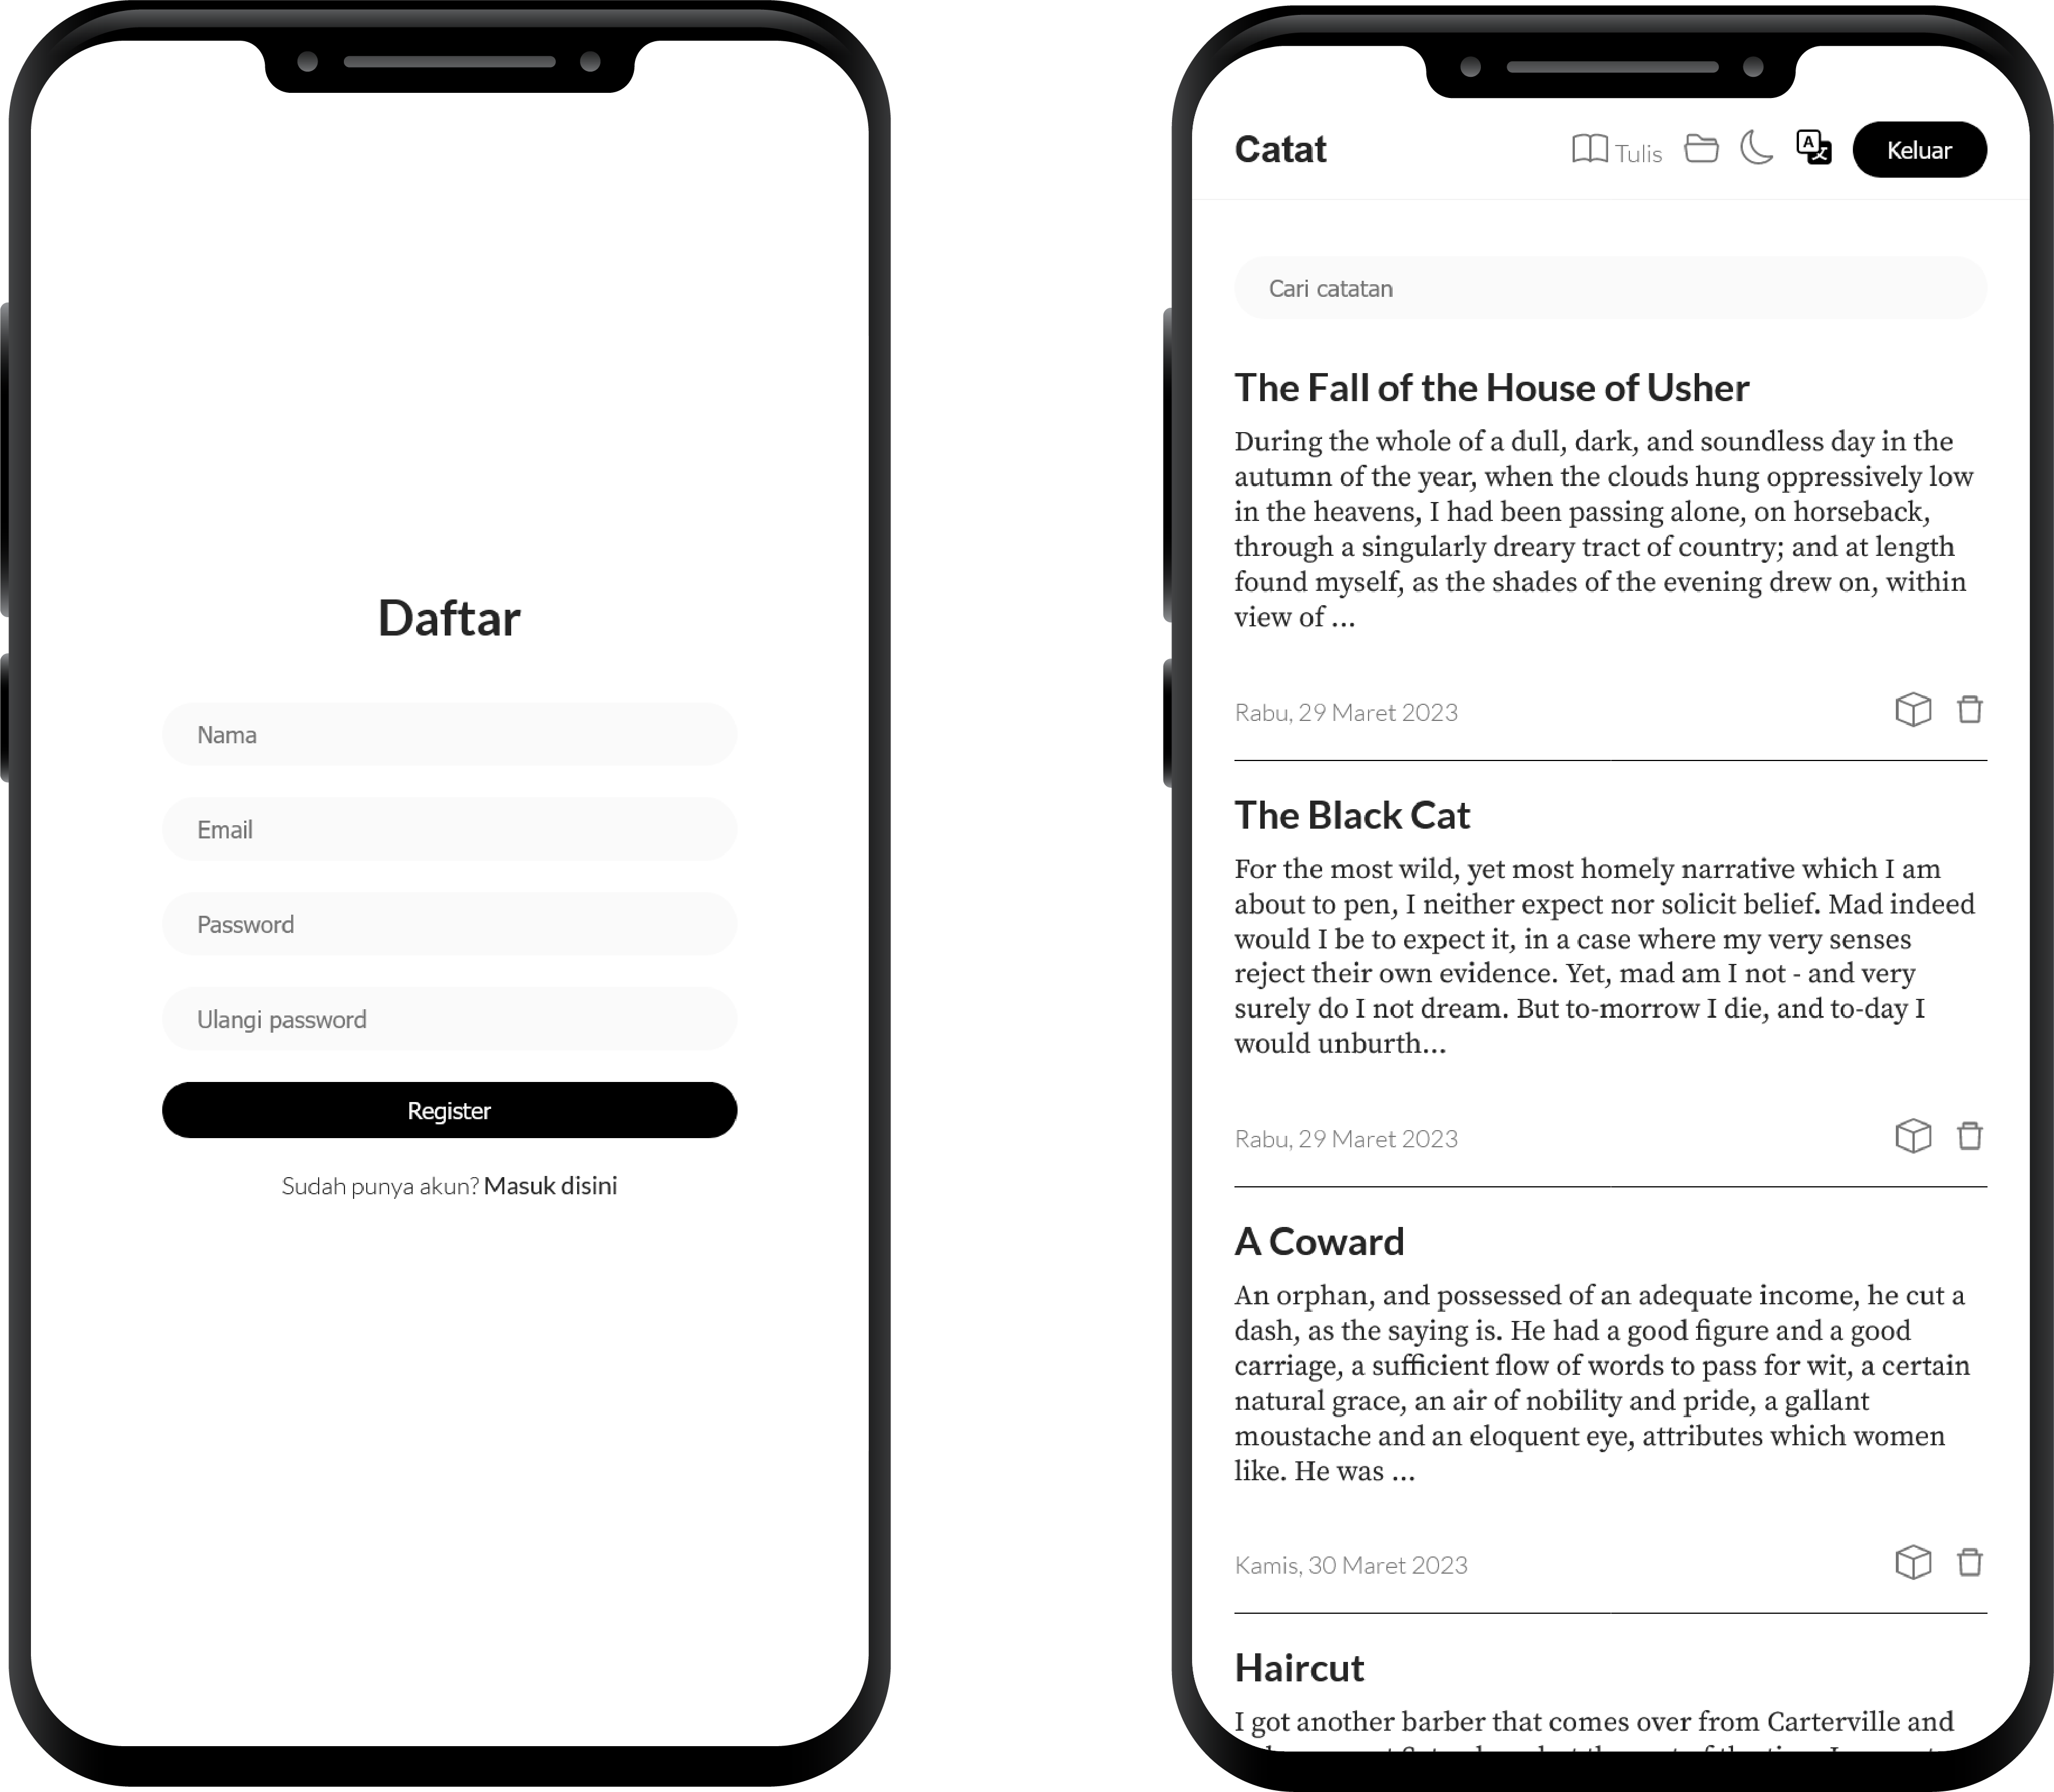 Daftar
Nama
Email
Password
Ulangi password
Register
Sudah punya akun? Masuk disini
Catat
Tulis
A
Keluar
Cari catatan
The Fall of the House of Usher
During the whole of a dull, dark, and soundless day in the
autumn of the year, when the clouds hung oppressively low
in the heavens, I had been passing alone, on horseback,
through a singularly dreary tract of country; and at length
found myself, as the shades of the evening drew on, within
view of ...
Rabu, 29 Maret 2023
The Black Cat
For the most wild, yet most homely narrative which I am
about to pen, I neither expect nor solicit belief. Mad indeed
would I be to expect it, in a case where my very senses
reject their own evidence. Yet, mad am I not - and very
surely do I not dream. But to-morrow I die, and to-day I
would unburth...
Rabu, 29 Maret 2023
A Coward
An orphan, and possessed of an adequate income, he cut a
dash, as the saying is. He had a good figure and a good
carriage, a sufficient flow of words to pass for wit, a certain
natural grace, an air of nobility and pride, a gallant
moustache and an eloquent eye, attributes which women
like. He was ...
Kamis, 30 Maret 2023
Haircut
I got another barber that comes over from Carterville and